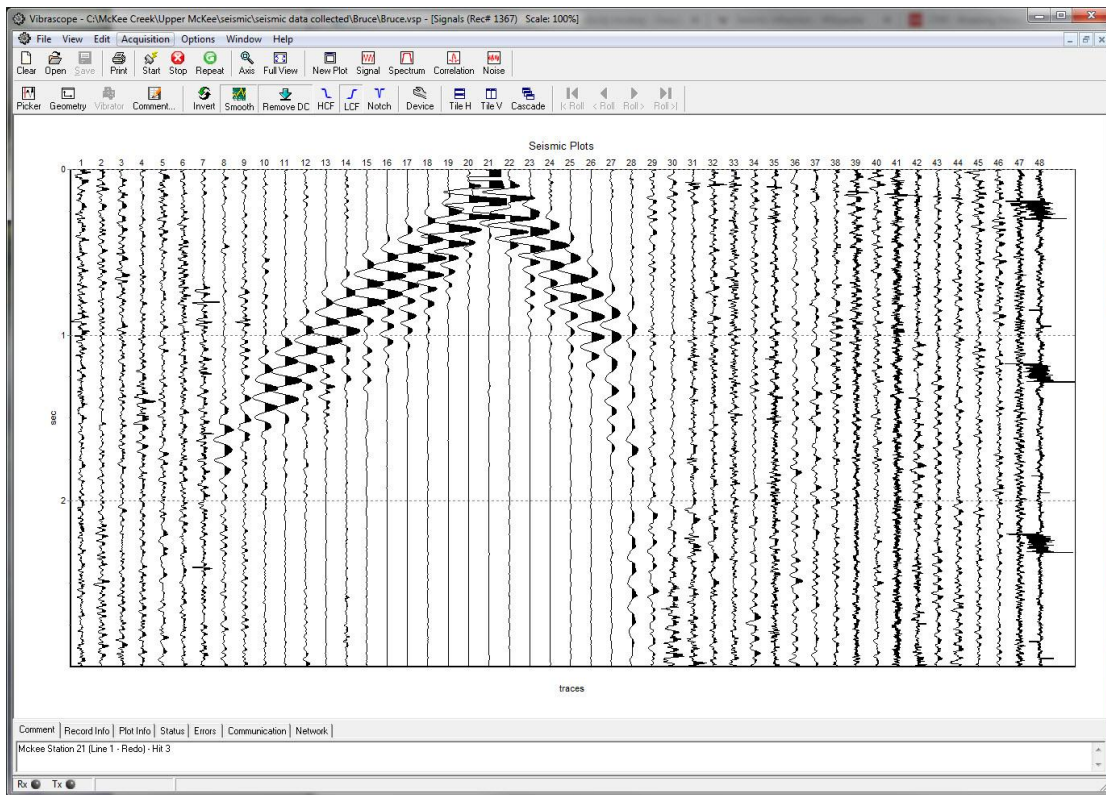 Vibrascope - C:\McKee Creek\Upper McKee\seismic\seismic data collected\Bruce\Bruce.vsp - [Signals (Rec# 1367) Scale: 100%]
File View Edit Acquisition Options Window Help
Clear Open Save Print Start Stop Repeat Axis Full View New Plot Signal Spectrum Correlation Noise
Picker Geometry Vibrator Comment... Invert Smooth Remove DC HCF LCF Notch Device Tile H Tile V Cascade |< Roll < Roll Roll > Roll >|
Seismic Plots
1 2 3 4 5 6 7 8 9 10 11 12 13 14 15 16 17 18 19 20 21 22 23 24 25 26 27 28 29 30 31 32 33 34 35 36 37 38 39 40 41 42 43 44 45 46 47 48
0
1
sec
2
traces
Comment Record Info Plot Info Status Errors Communication Network
Mckee Station 21 (Line 1 - Redo) - Hit 3
Rx Tx